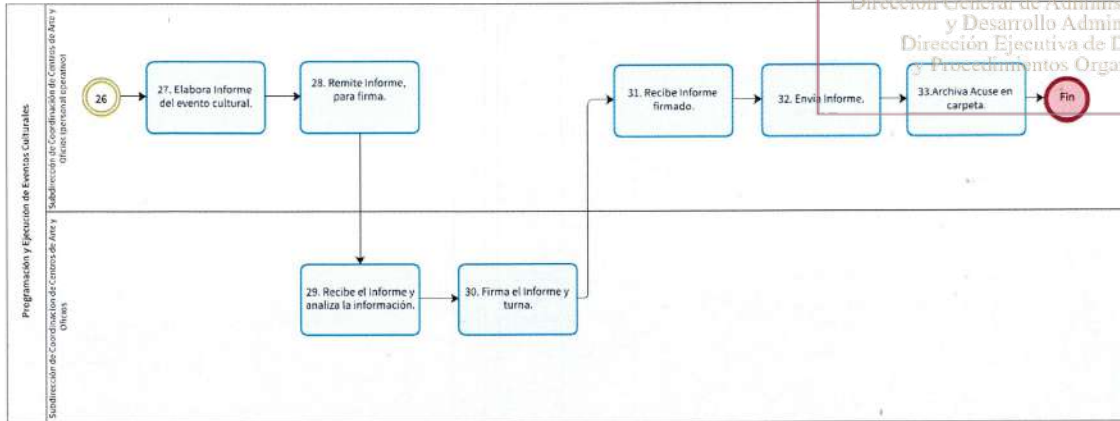 Dirección General de Adminis
y Desarrollo Admin
Dirección Ejecutiva de D
y Procedimientos Orga
Programación y Ejecución de Eventos Culturales
Subdirección de Coordinación de Centros de Arte y
Oficios (personal operativo)
26
27. Elabora Informe
del evento cultural.
28. Remite Informe,
para firma.
31. Recibe Informe
firmado.
32. Envía Informe.
33.Archiva Acuse en
carpeta.
Fin
Subdirección de Coordinación de Centros de Arte y
Oficios
29. Recibe el Informe y
analiza la información.
30. Firma el Informe y
turna.